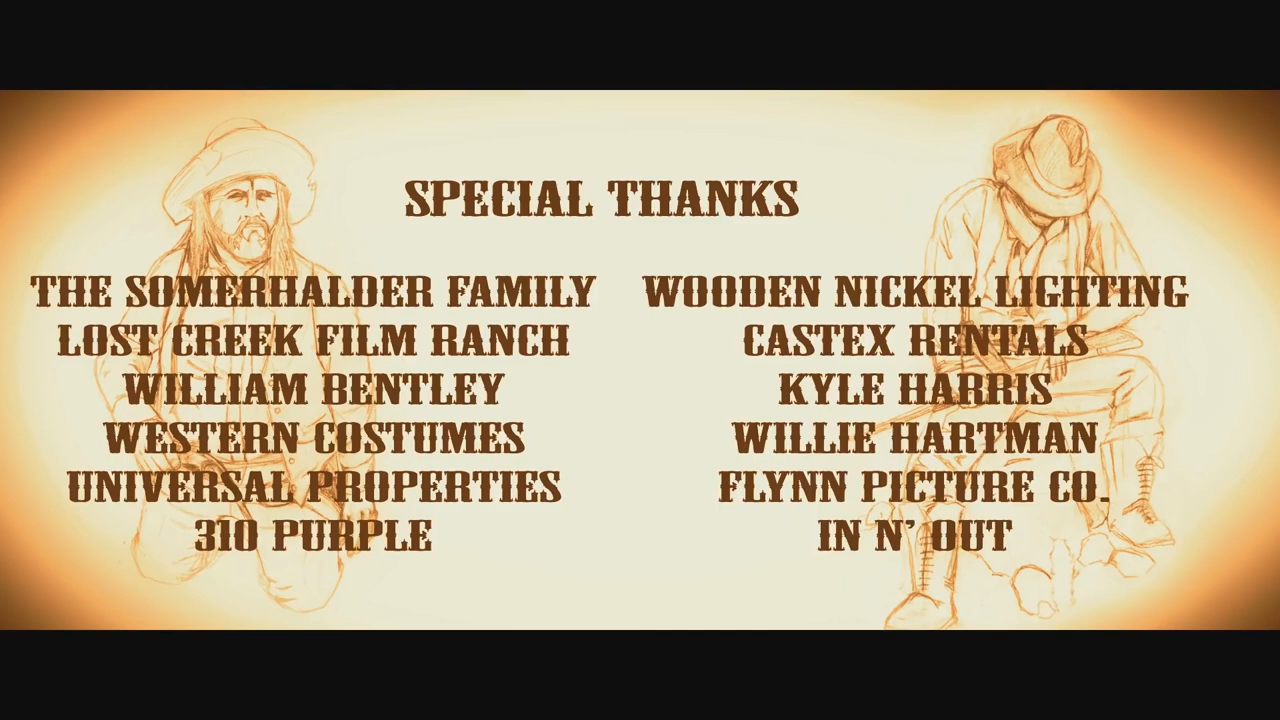 SPECIAL THANKS
THE SOMERHALDER FAMILY
LOST CREEK FILM RANCH
WILLIAM BENTLEY
WESTERN COSTUMES
UNIVERSAL PROPERTIES
310 PURPLE
WOODEN NICKEL LIGHTING
CASTEX RENTALS
KYLE HARRIS
WILLIE HARTMAN
FLYNN PICTURE CO.
IN N' OUT